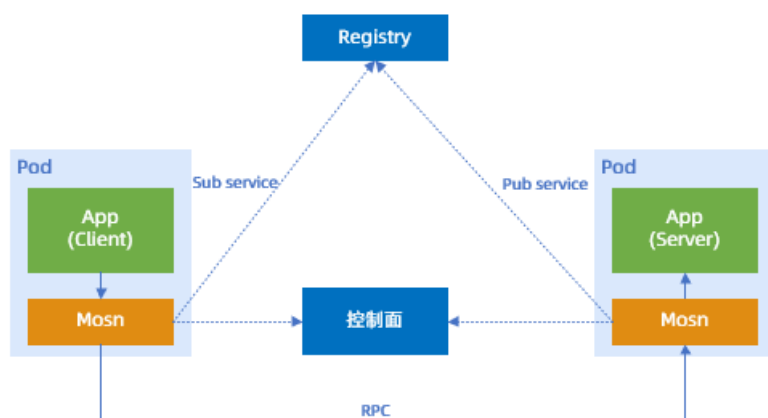 Registry
Pod
Sub service
Pub service
Pod
App
(Client)
App
(Server)
Mosn
控制面
Mosn
RPC